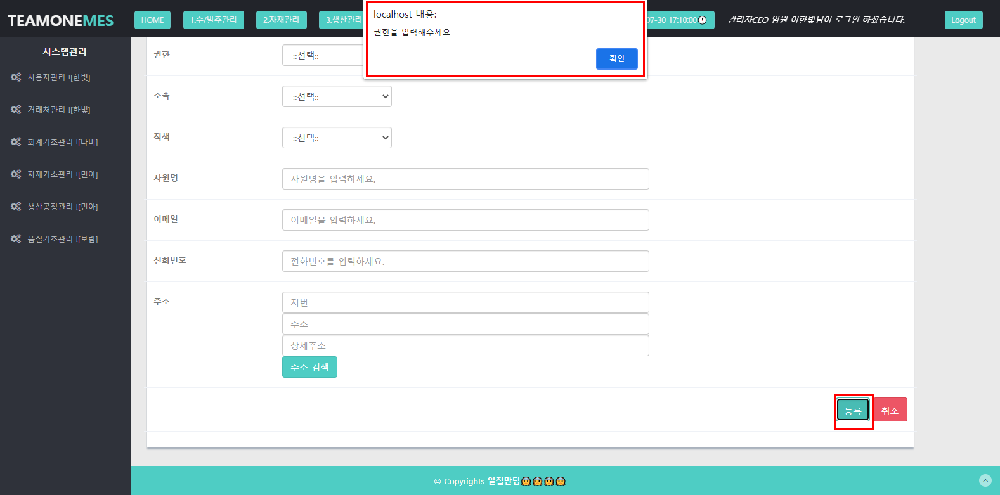 TEAMONEMES
HOME
1.수/발주관리
2.자재관리
3.생산관리
07-30 17:10:00
관리자CEO 임원 이한빛님이 로그인 하셨습니다.
Logout
localhost 내용:
권한을 입력해주세요.
확인
시스템관리
사용자관리 ![한빛]
거래처관리 ![한빛]
회계기초관리 ![다미]
자재기초관리 ![민아]
생산공정관리 ![민아]
품질기초관리 ![보람]
권한
::선택::
소속
::선택::
직책
::선택::
사원명
사원명을 입력하세요.
이메일
이메일을 입력하세요.
전화번호
전화번호를 입력하세요.
주소
지번
주소
상세주소
주소 검색
등록
취소
© Copyrights 일절만팀